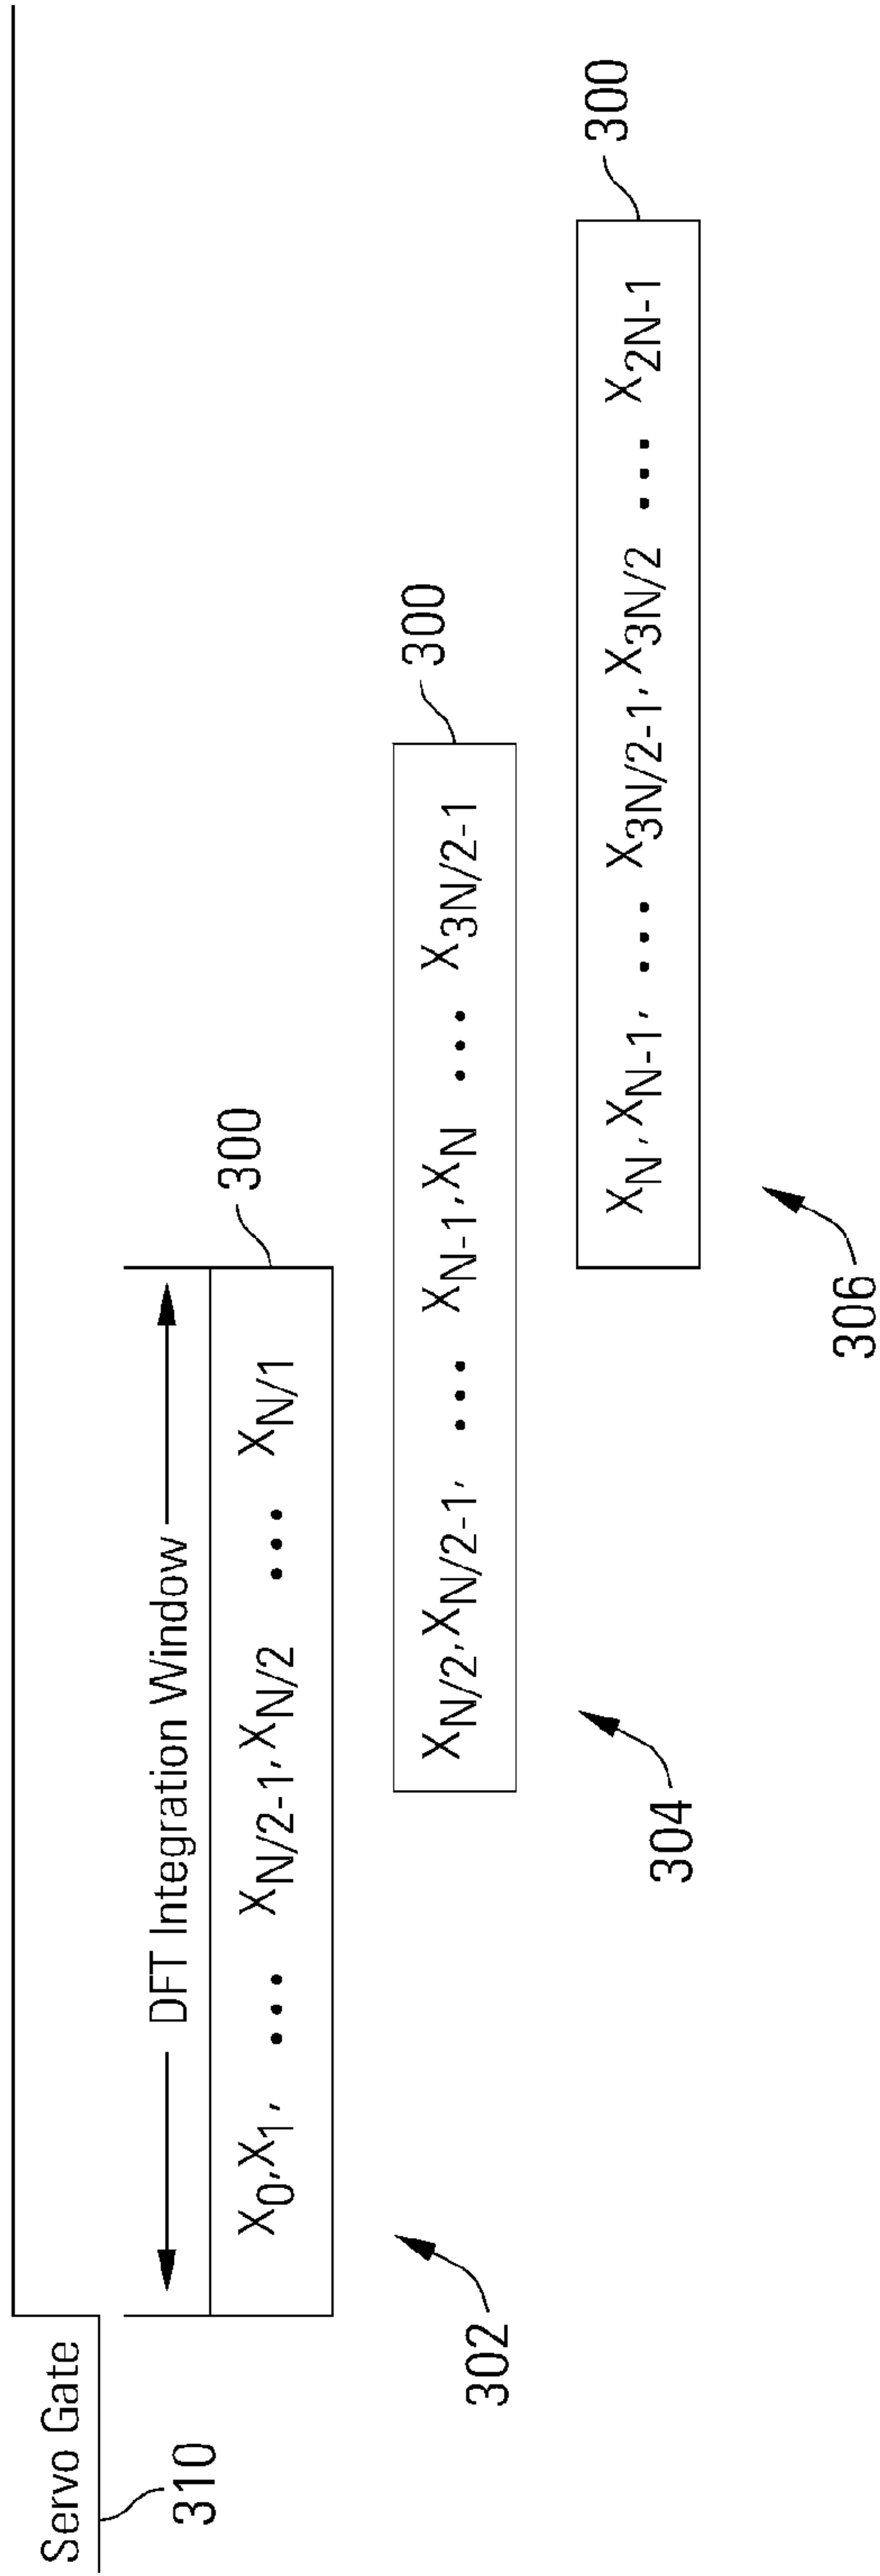 Servo Gate
310
DFT Integration Window
X0,X1, ••• XN/2-1,XN/2 ••• XN/1
300
302
XN/2,XN/2-1, ••• XN-1,XN ••• X3N/2-1
300
304
XN,XN-1, ••• X3N/2-1,X3N/2 ••• X2N-1
300
306